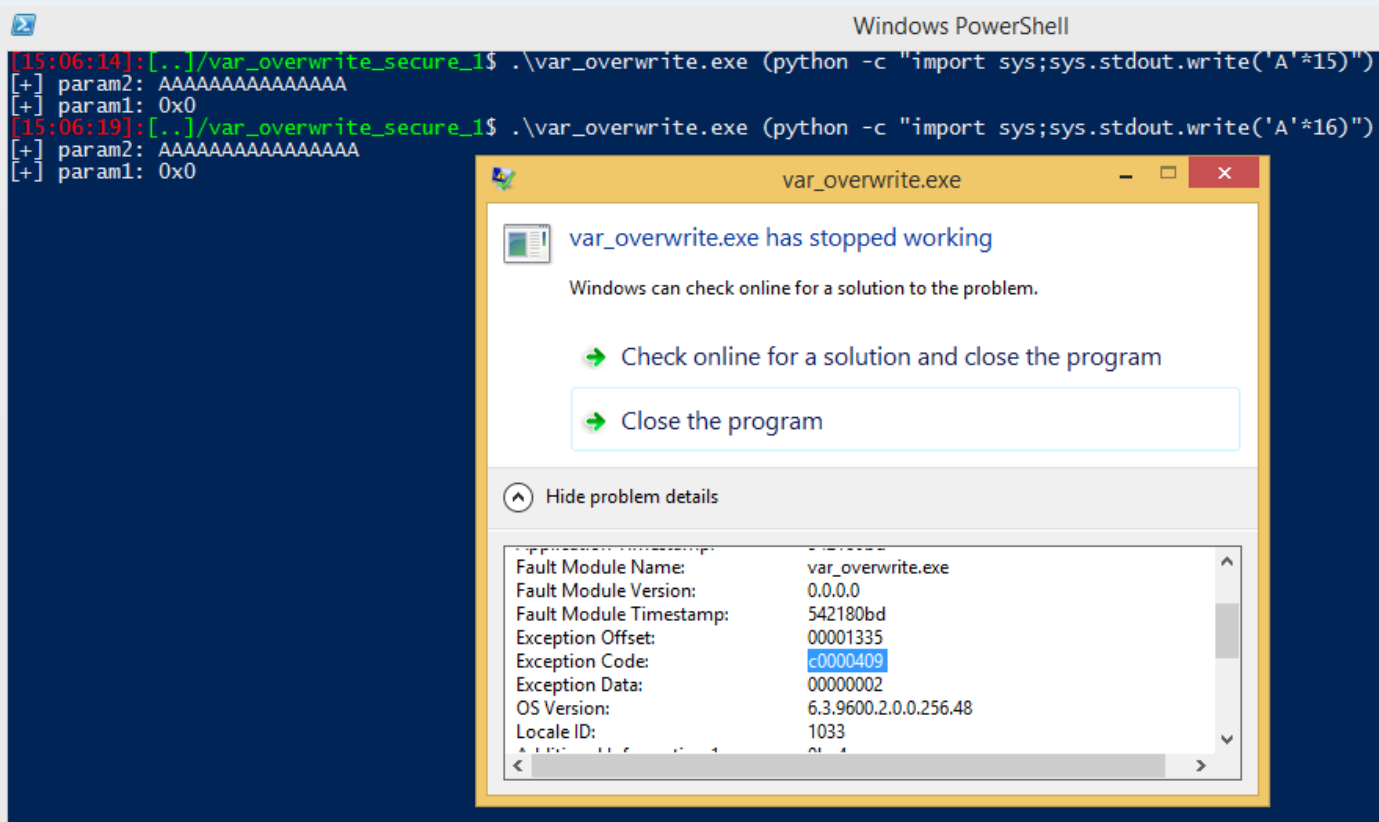 Windows PowerShell
[15:06:14]:[..]/var_overwrite_secure_1$ .\var_overwrite.exe (python -c "import sys;sys.stdout.write('A'*15)")
[+] param2: AAAAAAAAAAAAAAA
[+] param1: 0x0
[15:06:19]:[..]/var_overwrite_secure_1$ .\var_overwrite.exe (python -c "import sys;sys.stdout.write('A'*16)")
[+] param2: AAAAAAAAAAAAAAAA
[+] param1: 0x0
var_overwrite.exe
var_overwrite.exe has stopped working
Windows can check online for a solution to the problem.
Check online for a solution and close the program
Close the program
Hide problem details
Fault Module Name: var_overwrite.exe
Fault Module Version: 0.0.0.0
Fault Module Timestamp: 542180bd
Exception Offset: 00001335
Exception Code: c0000409
Exception Data: 00000002
OS Version: 6.3.9600.2.0.0.256.48
Locale ID: 1033